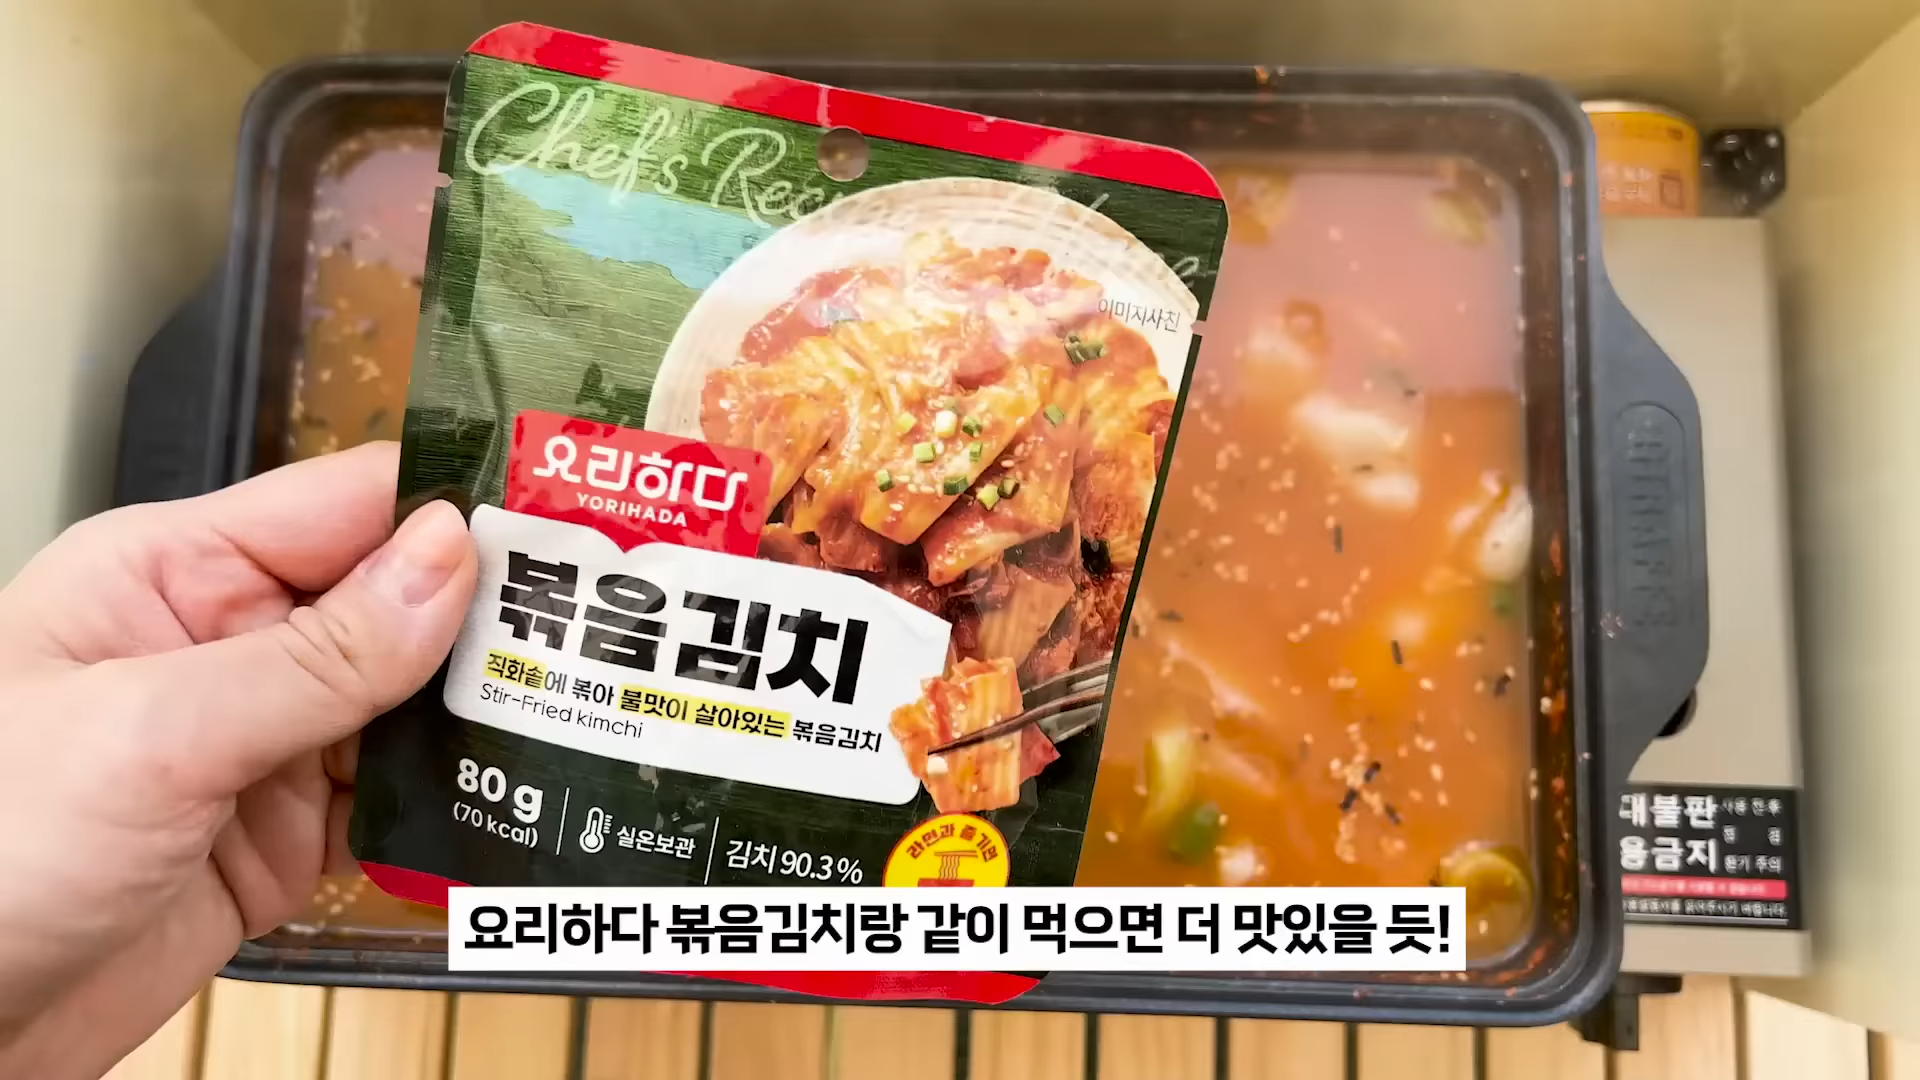 Chef's Rec
이미지사진
요리하다
YORIHADA
볶음김치
직화솥에 볶아 불맛이 살아있는 볶음김치
Stir-Fried kimchi
80 g
(70 kcal)
실온보관
김치 90.3 %
라면과 즐기면
대불판
용금지
요리하다 볶음김치랑 같이 먹으면 더 맛있을 듯!